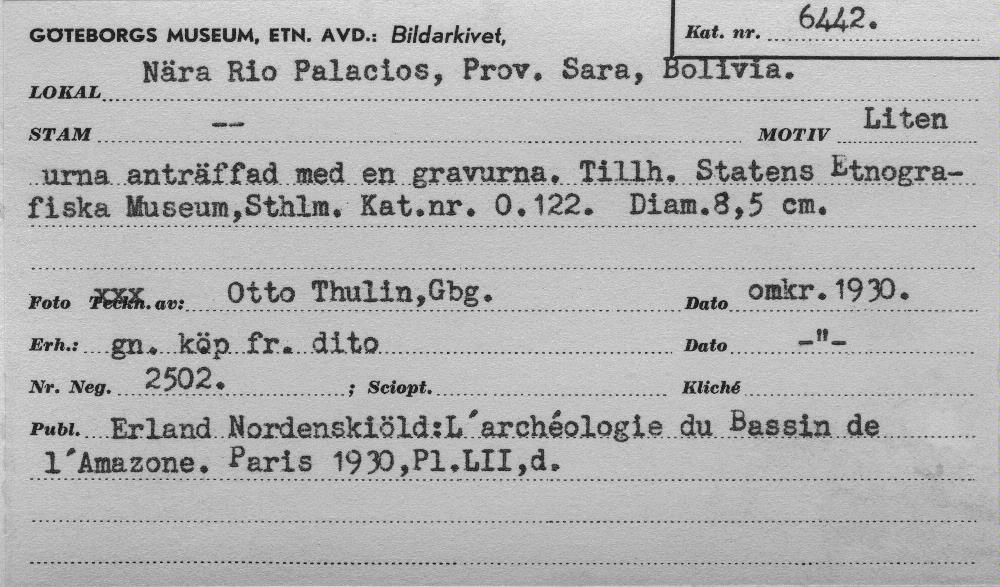 GÖTEBORGS MUSEUM, ETN. AVD.: Bildarkivet,
Kat. nr. 6442.
LOKAL Nära Rio Palacios, Prov. Sara, Bolivia.
STAM -- MOTIV Liten
urna anträffad med en gravurna. Tillh. Statens Etnogra-
fiska Museum,Sthlm. Kat.nr. 0.122. Diam.8,5 cm.
Foto Teckn. av: Otto Thulin,Gbg. Dato omkr.1930.
Erh.: gn. köp fr. dito Dato -"-
Nr. Neg. 2502. ; Sciopt. Kliché
Publ. Erland Nordenskiöld:L´archéologie du Bassin de
l´Amazone. Paris 1930,Pl.LII,d.